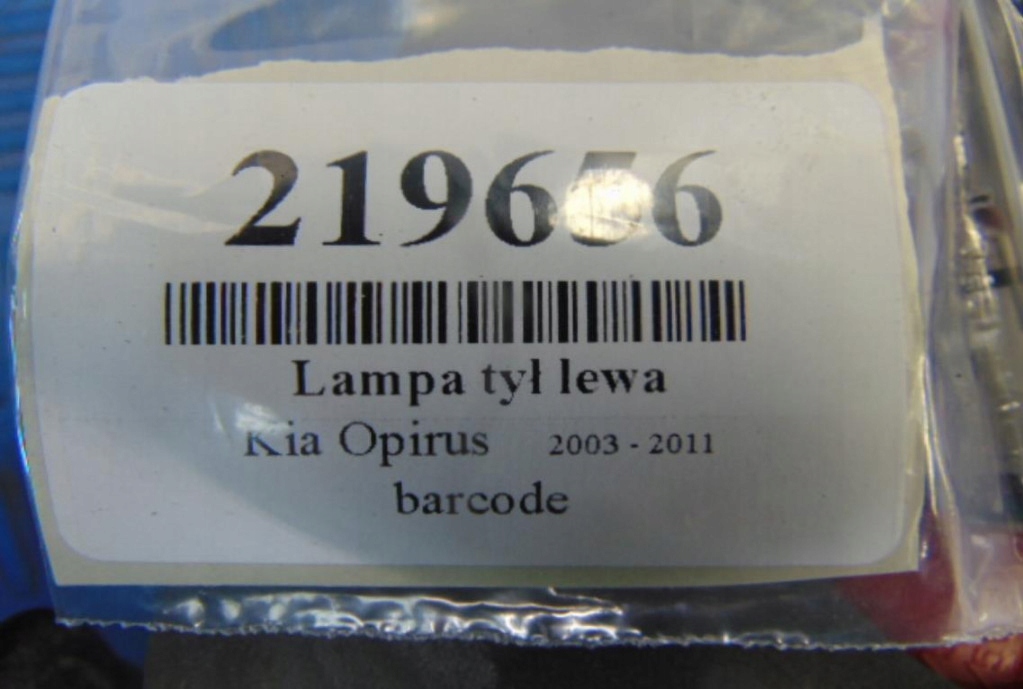 219656
Lampa tył lewa
Kia Opirus 2003 - 2011
barcode